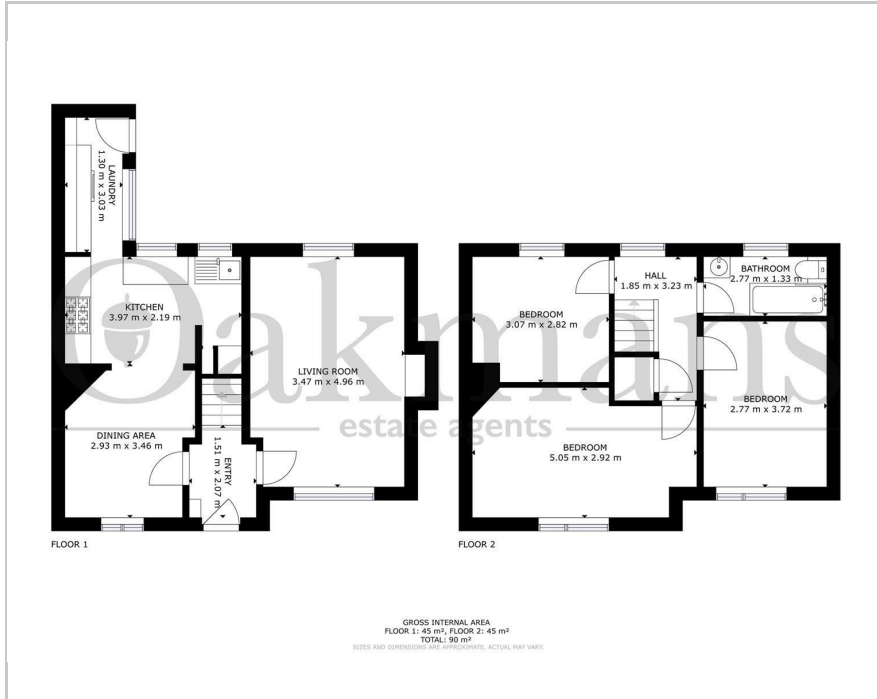 LAUNDRY
1.30 m x 3.03 m
KITCHEN
3.97 m x 2.19 m
LIVING ROOM
3.47 m x 4.96 m
DINING AREA
2.93 m x 3.46 m
ENTRY
1.51 m x 2.07 m
FLOOR 1
HALL
1.85 m x 3.23 m
BATHROOM
2.77 m x 1.33 m
BEDROOM
3.07 m x 2.82 m
BEDROOM
2.77 m x 3.72 m
BEDROOM
5.05 m x 2.92 m
FLOOR 2
Oakmans
estate agents
GROSS INTERNAL AREA
FLOOR 1: 45 m², FLOOR 2: 45 m²
TOTAL: 90 m²
SIZES AND DIMENSIONS ARE APPROXIMATE, ACTUAL MAY VARY.